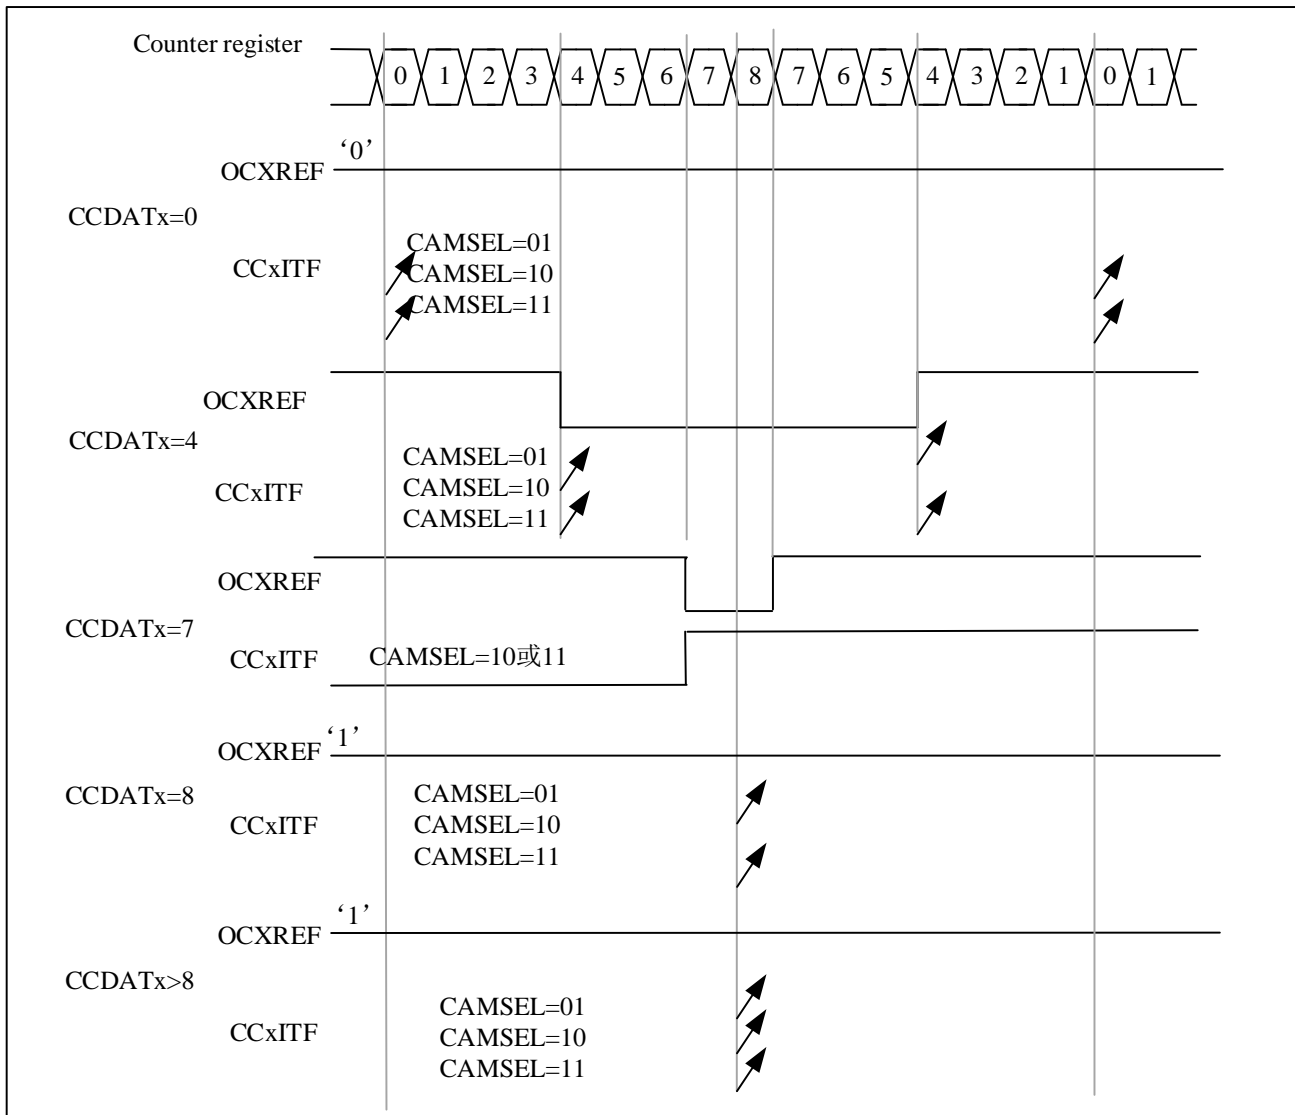 Counter register
0 1 2 3 4 5 6 7 8 7 6 5 4 3 2 1 0 1
‘0’
OCXREF
CCDATx=0
CAMSEL=01
CCxITF
CAMSEL=10
CAMSEL=11
OCXREF
CCDATx=4
CAMSEL=01
CCxITF
CAMSEL=10
CAMSEL=11
OCXREF
CCDATx=7
CCxITF
CAMSEL=10或11
‘1’
OCXREF
CCDATx=8
CAMSEL=01
CCxITF
CAMSEL=10
CAMSEL=11
‘1’
OCXREF
CCDATx>8
CAMSEL=01
CCxITF
CAMSEL=10
CAMSEL=11